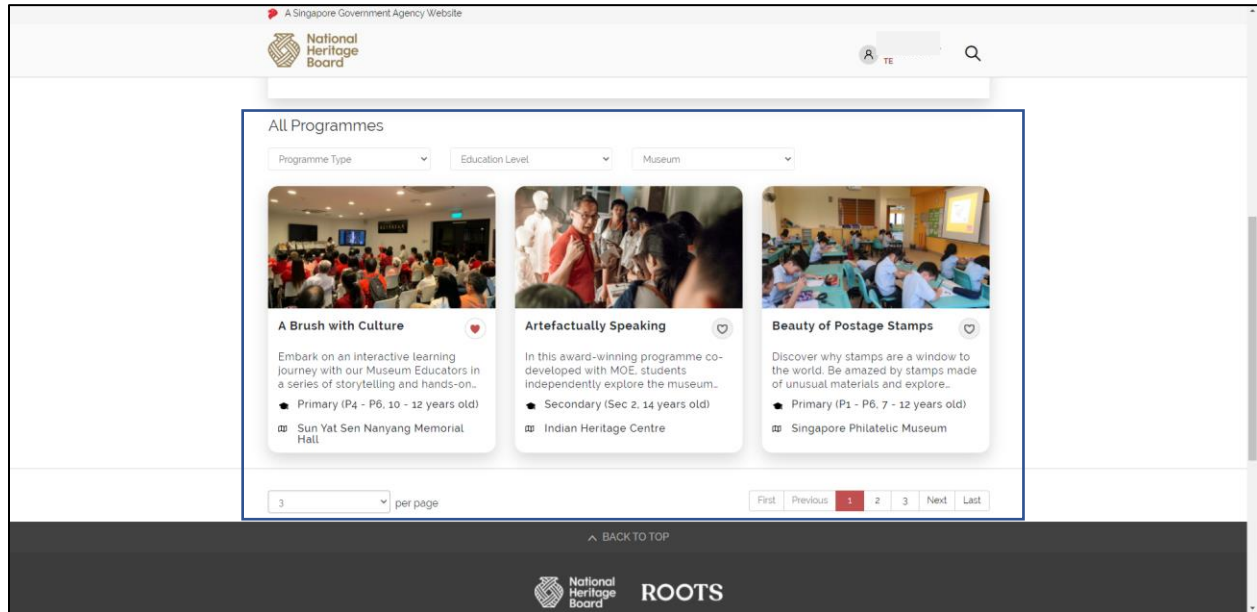 A Singapore Government Agency Website
National
Heritage
Board
TE
All Programmes
Programme Type
Education Level
Museum
A Brush with Culture
Artefactually Speaking
Beauty of Postage Stamps
Embark on an interactive learning
journey with our Museum Educators in
a series of storytelling and hands-on…
In this award-winning programme co-
developed with MOE, students
independently explore the museum…
Discover why stamps are a window to
the world. Be amazed by stamps made
of unusual materials and explore…
Primary (P4 - P6, 10 - 12 years old)
Secondary (Sec 2, 14 years old)
Primary (P1 - P6, 7 - 12 years old)
Sun Yat Sen Nanyang Memorial
Hall
Indian Heritage Centre
Singapore Philatelic Museum
3 per page
First Previous 1 2 3 Next Last
BACK TO TOP
National
Heritage
Board
ROOTS